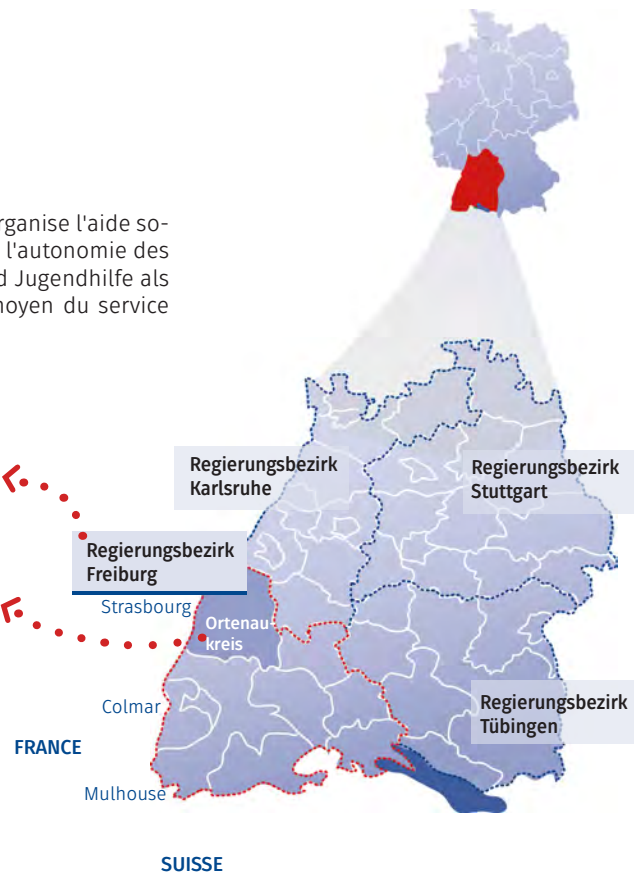 rganise l'aide so-
l'autonomie des
d Jugendhilfe als
oyen du service
Regierungsbezirk
Karlsruhe
Regierungsbezirk
Stuttgart
Regierungsbezirk
Freiburg
Strasbourg
Ortenau-
kreis
Colmar
Regierungsbezirk
Tübingen
FRANCE
Mulhouse
SUISSE